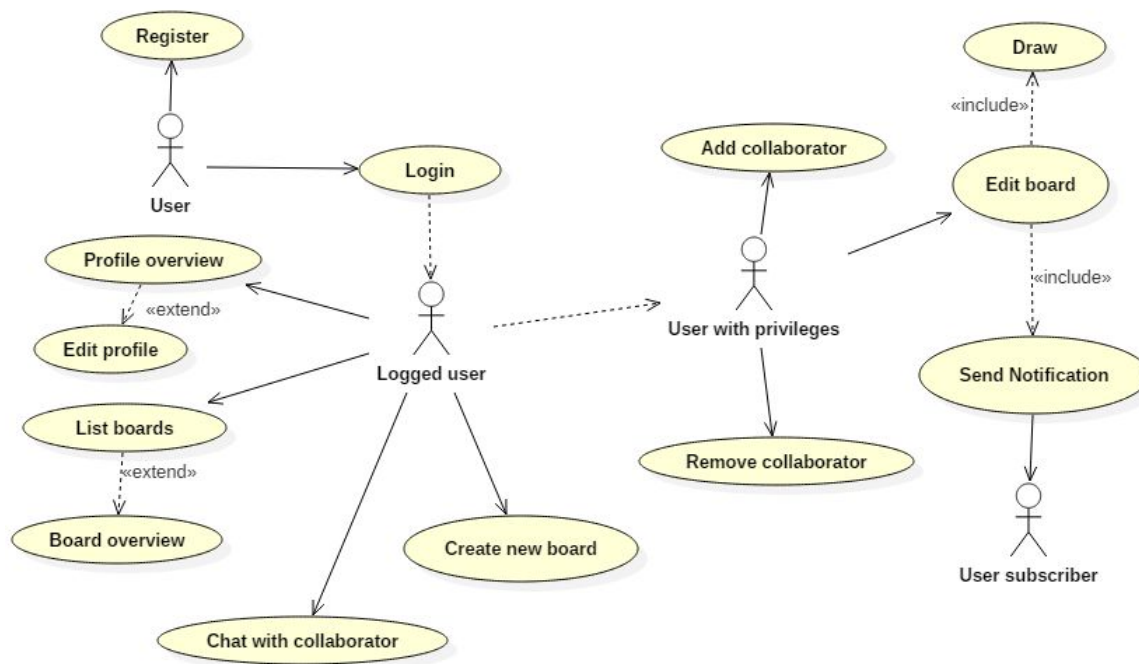 Register
Draw
«include»
Add collaborator
Login
Edit board
User
Profile overview
«include»
«extend»
User with privileges
Edit profile
Logged user
Send Notification
List boards
Remove collaborator
«extend»
Board overview
Create new board
User subscriber
Chat with collaborator